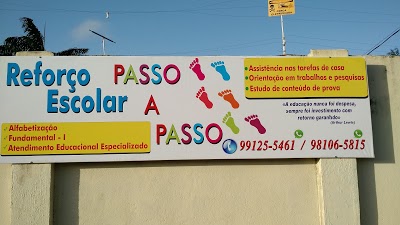 Reforço
Escolar
PASSO
A
PASSO
Alfabetização
Fundamental - I
Atendimento Educacional Especializado
Assistência nas tarefas de casa
Orientação em trabalhos e pesquisas
Estudo de conteúdo de prova
«A educação nunca foi despesa,
sempre foi investimento com
retorno garantido»
99125-5461 / 98106-5815